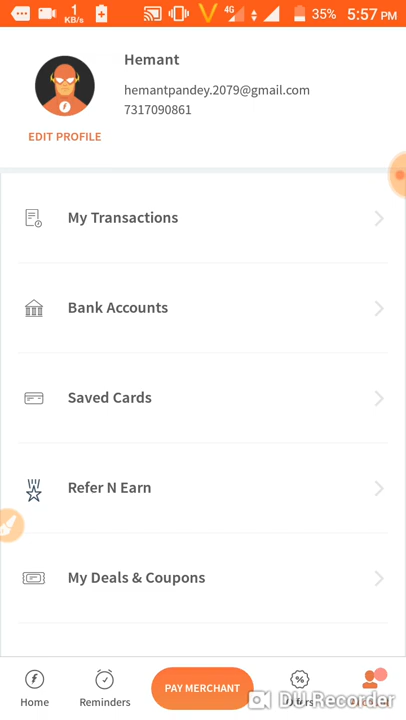 1
KB/s
4G
35%
5:57 PM
Hemant
hemantpandey.2079@gmail.com
7317090861
EDIT PROFILE
My Transactions
Bank Accounts
Saved Cards
Refer N Earn
My Deals & Coupons
Home
Reminders
PAY MERCHANT
Offers
DU Recorder